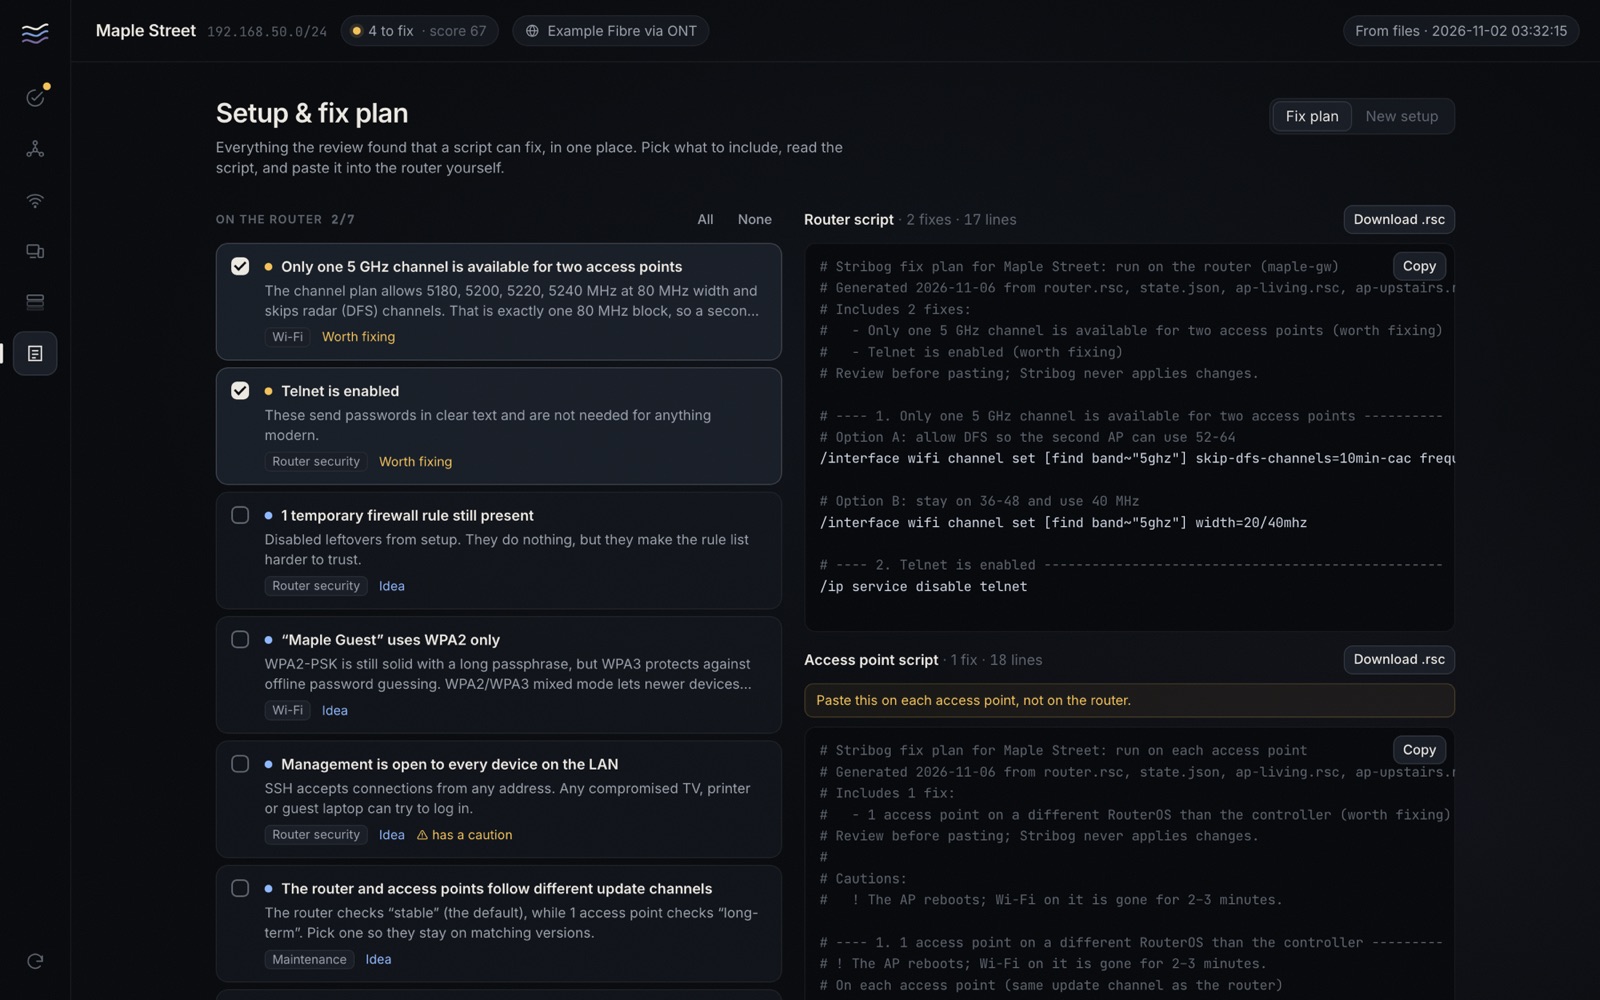 Maple Street 192.168.50.0/24 4 to fix · score 67 Example Fibre via ONT From files · 2026-11-02 03:32:15
Setup & fix plan
Fix plan New setup
Everything the review found that a script can fix, in one place. Pick what to include, read the
script, and paste it into the router yourself.
ON THE ROUTER 2/7 All None
Only one 5 GHz channel is available for two access points
The channel plan allows 5180, 5200, 5220, 5240 MHz at 80 MHz width and
skips radar (DFS) channels. That is exactly one 80 MHz block, so a secon…
Wi-Fi Worth fixing
Telnet is enabled
These send passwords in clear text and are not needed for anything
modern.
Router security Worth fixing
1 temporary firewall rule still present
Disabled leftovers from setup. They do nothing, but they make the rule list
harder to trust.
Router security Idea
“Maple Guest” uses WPA2 only
WPA2-PSK is still solid with a long passphrase, but WPA3 protects against
offline password guessing. WPA2/WPA3 mixed mode lets newer devices…
Wi-Fi Idea
Management is open to every device on the LAN
SSH accepts connections from any address. Any compromised TV, printer
or guest laptop can try to log in.
Router security Idea ⚠ has a caution
The router and access points follow different update channels
The router checks “stable” (the default), while 1 access point checks “long-
term”. Pick one so they stay on matching versions.
Maintenance Idea
Router script · 2 fixes · 17 lines Download .rsc
Copy
# Stribog fix plan for Maple Street: run on the router (maple-gw)
# Generated 2026-11-06 from router.rsc, state.json, ap-living.rsc, ap-upstairs.r
# Includes 2 fixes:
#   - Only one 5 GHz channel is available for two access points (worth fixing)
#   - Telnet is enabled (worth fixing)
# Review before pasting; Stribog never applies changes.
# ---- 1. Only one 5 GHz channel is available for two access points ----------
# Option A: allow DFS so the second AP can use 52-64
/interface wifi channel set [find band~"5ghz"] skip-dfs-channels=10min-cac frequ
# Option B: stay on 36-48 and use 40 MHz
/interface wifi channel set [find band~"5ghz"] width=20/40mhz
# ---- 2. Telnet is enabled --------------------------------------------------
/ip service disable telnet
Access point script · 1 fix · 18 lines Download .rsc
Paste this on each access point, not on the router.
Copy
# Stribog fix plan for Maple Street: run on each access point
# Generated 2026-11-06 from router.rsc, state.json, ap-living.rsc, ap-upstairs.r
# Includes 1 fix:
#   - 1 access point on a different RouterOS than the controller (worth fixing)
# Review before pasting; Stribog never applies changes.
#
# Cautions:
#   ! The AP reboots; Wi-Fi on it is gone for 2–3 minutes.
# ---- 1. 1 access point on a different RouterOS than the controller ---------
# ! The AP reboots; Wi-Fi on it is gone for 2–3 minutes.
# On each access point (same update channel as the router)